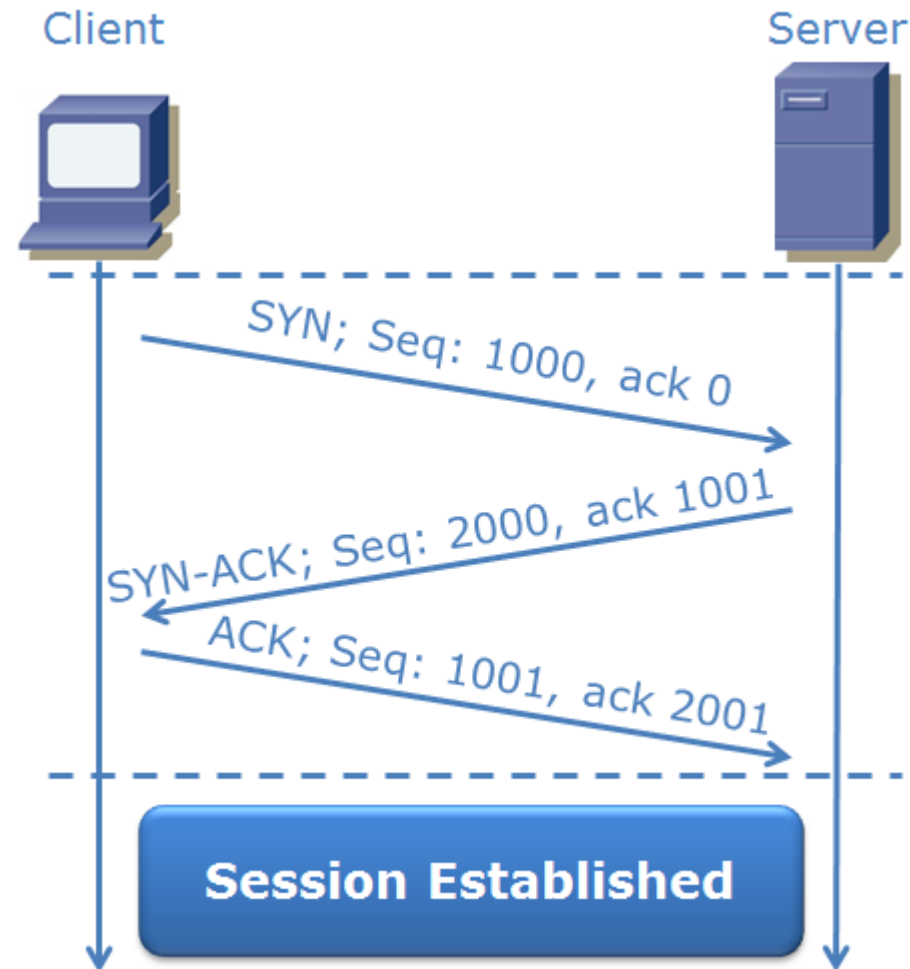 Client
Server
SYN; Seq: 1000, ack 0
SYN-ACK; Seq: 2000, ack 1001
ACK; Seq: 1001, ack 2001
Session Established